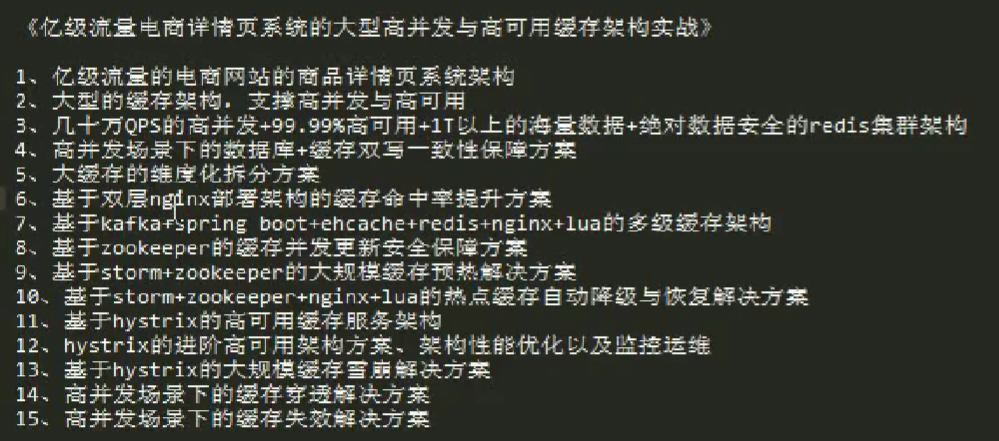 《亿级流量电商详情页系统的大型高并发与高可用缓存架构实战》
1、亿级流量的电商网站的商品详情页系统架构
2、大型的缓存架构，支撑高并发与高可用
3、几十万QPS的高并发+99.99%高可用+1T以上的海量数据+绝对数据安全的redis集群架构
4、高并发场景下的数据库+缓存双写一致性保障方案
5、大缓存的维度化拆分方案
6、基于双层nginx部署架构的缓存命中率提升方案
7、基于kafka+spring boot+ehcache+redis+nginx+lua的多级缓存架构
8、基于zookeeper的缓存并发更新安全保障方案
9、基于storm+zookeeper的大规模缓存预热解决方案
10、基于storm+zookeeper+nginx+lua的热点缓存自动降级与恢复解决方案
11、基于hystrix的高可用缓存服务架构
12、hystrix的进阶高可用架构方案、架构性能优化以及监控运维
13、基于hystrix的大规模缓存雪崩解决方案
14、高并发场景下的缓存穿透解决方案
15、高并发场景下的缓存失效解决方案